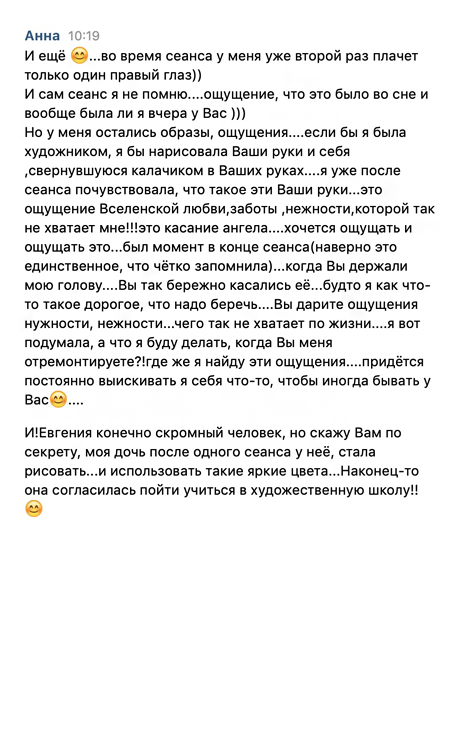 Анна 10:19
И ещё 😊...во время сеанса у меня уже второй раз плачет
только один правый глаз))
И сам сеанс я не помню....ощущение, что это было во сне и
вообще была ли я вчера у Вас )))
Но у меня остались образы, ощущения....если бы я была
художником, я бы нарисовала Ваши руки и себя
,свернувшуюся калачиком в Ваших руках....я уже после
сеанса почувствовала, что такое эти Ваши руки...это
ощущение Вселенской любви,заботы ,нежности,которой так
не хватает мне!!!это касание ангела....хочется ощущать и
ощущать это...был момент в конце сеанса(наверно это
единственное, что чётко запомнила)...когда Вы держали
мою голову....Вы так бережно касались её...будто я как что-
то такое дорогое, что надо беречь....Вы дарите ощущения
нужности, нежности...чего так не хватает по жизни....я вот
подумала, а что я буду делать, когда Вы меня
отремонтируете?!где же я найду эти ощущения....придётся
постоянно выискивать я себя что-то, чтобы иногда бывать у
Вас😊....
И!Евгения конечно скромный человек, но скажу Вам по
секрету, моя дочь после одного сеанса у неё, стала
рисовать...и использовать такие яркие цвета...Наконец-то
она согласилась пойти учиться в художественную школу!!
😊